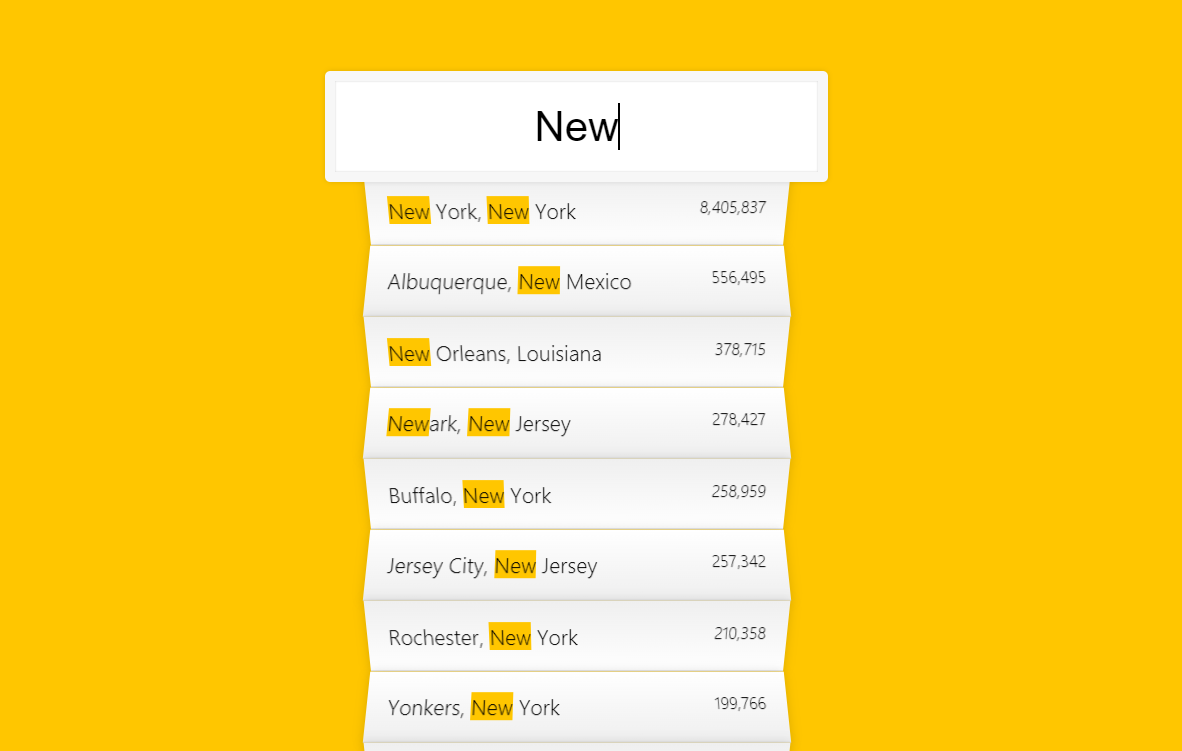 New
New York, New York 8,405,837
Albuquerque, New Mexico 556,495
New Orleans, Louisiana 378,715
Newark, New Jersey 278,427
Buffalo, New York 258,959
Jersey City, New Jersey 257,342
Rochester, New York 210,358
Yonkers, New York 199,766